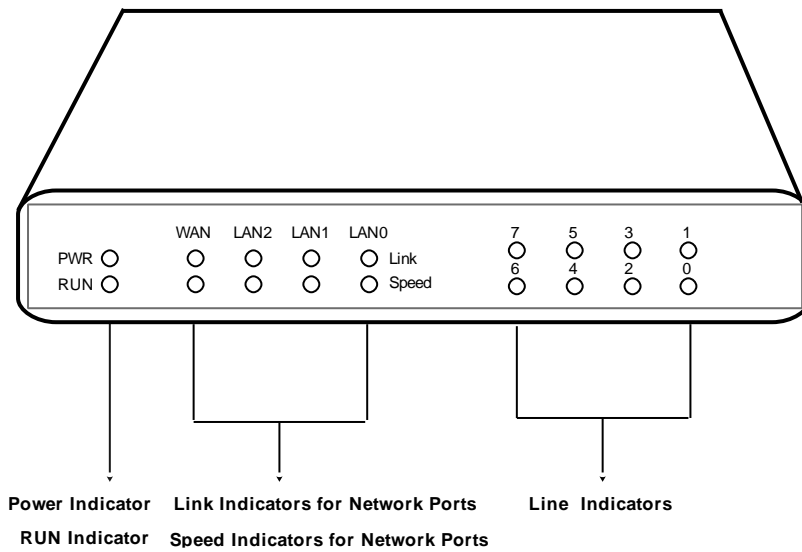 WAN LAN2 LAN1 LAN0 7 5 3 1
PWR Link
6 4 2 0
RUN Speed
Power Indicator Link Indicators for Network Ports Line Indicators
RUN Indicator Speed Indicators for Network Ports